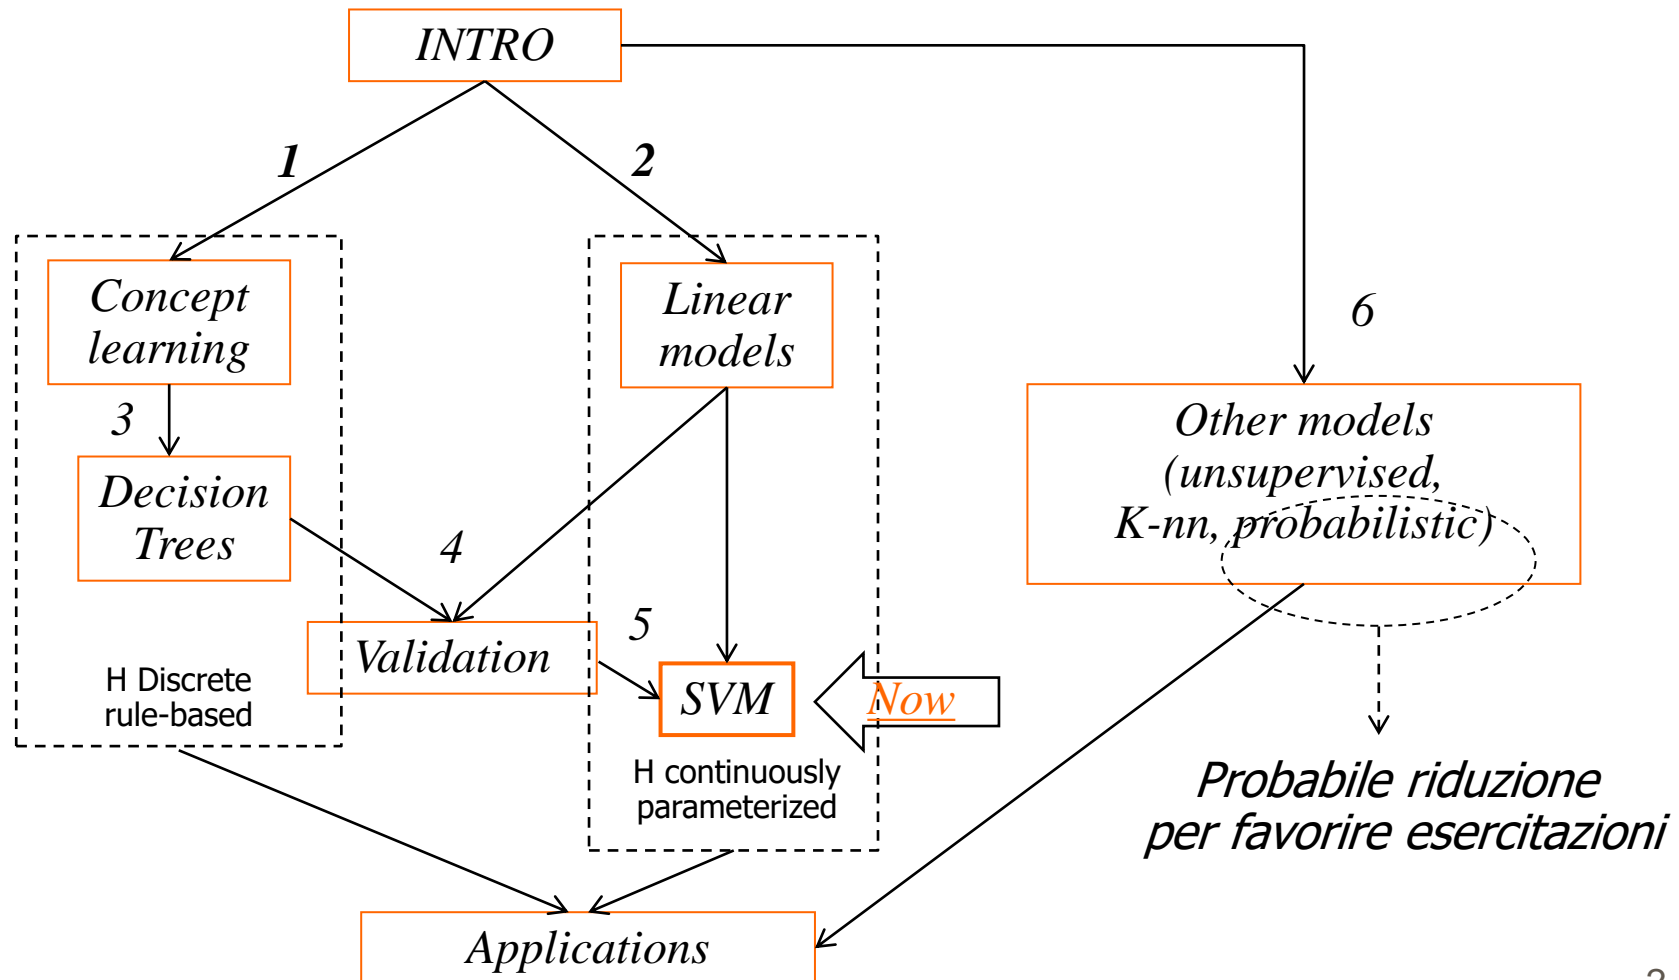 INTRO
1
2
Concept
learning
Linear
models
6
3
Other models
(unsupervised,
K-nn, probabilistic)
Decision
Trees
4
5
Validation
SVM
Now
H Discrete
rule-based
H continuously
parameterized
Probabile riduzione
per favorire esercitazioni
Applications